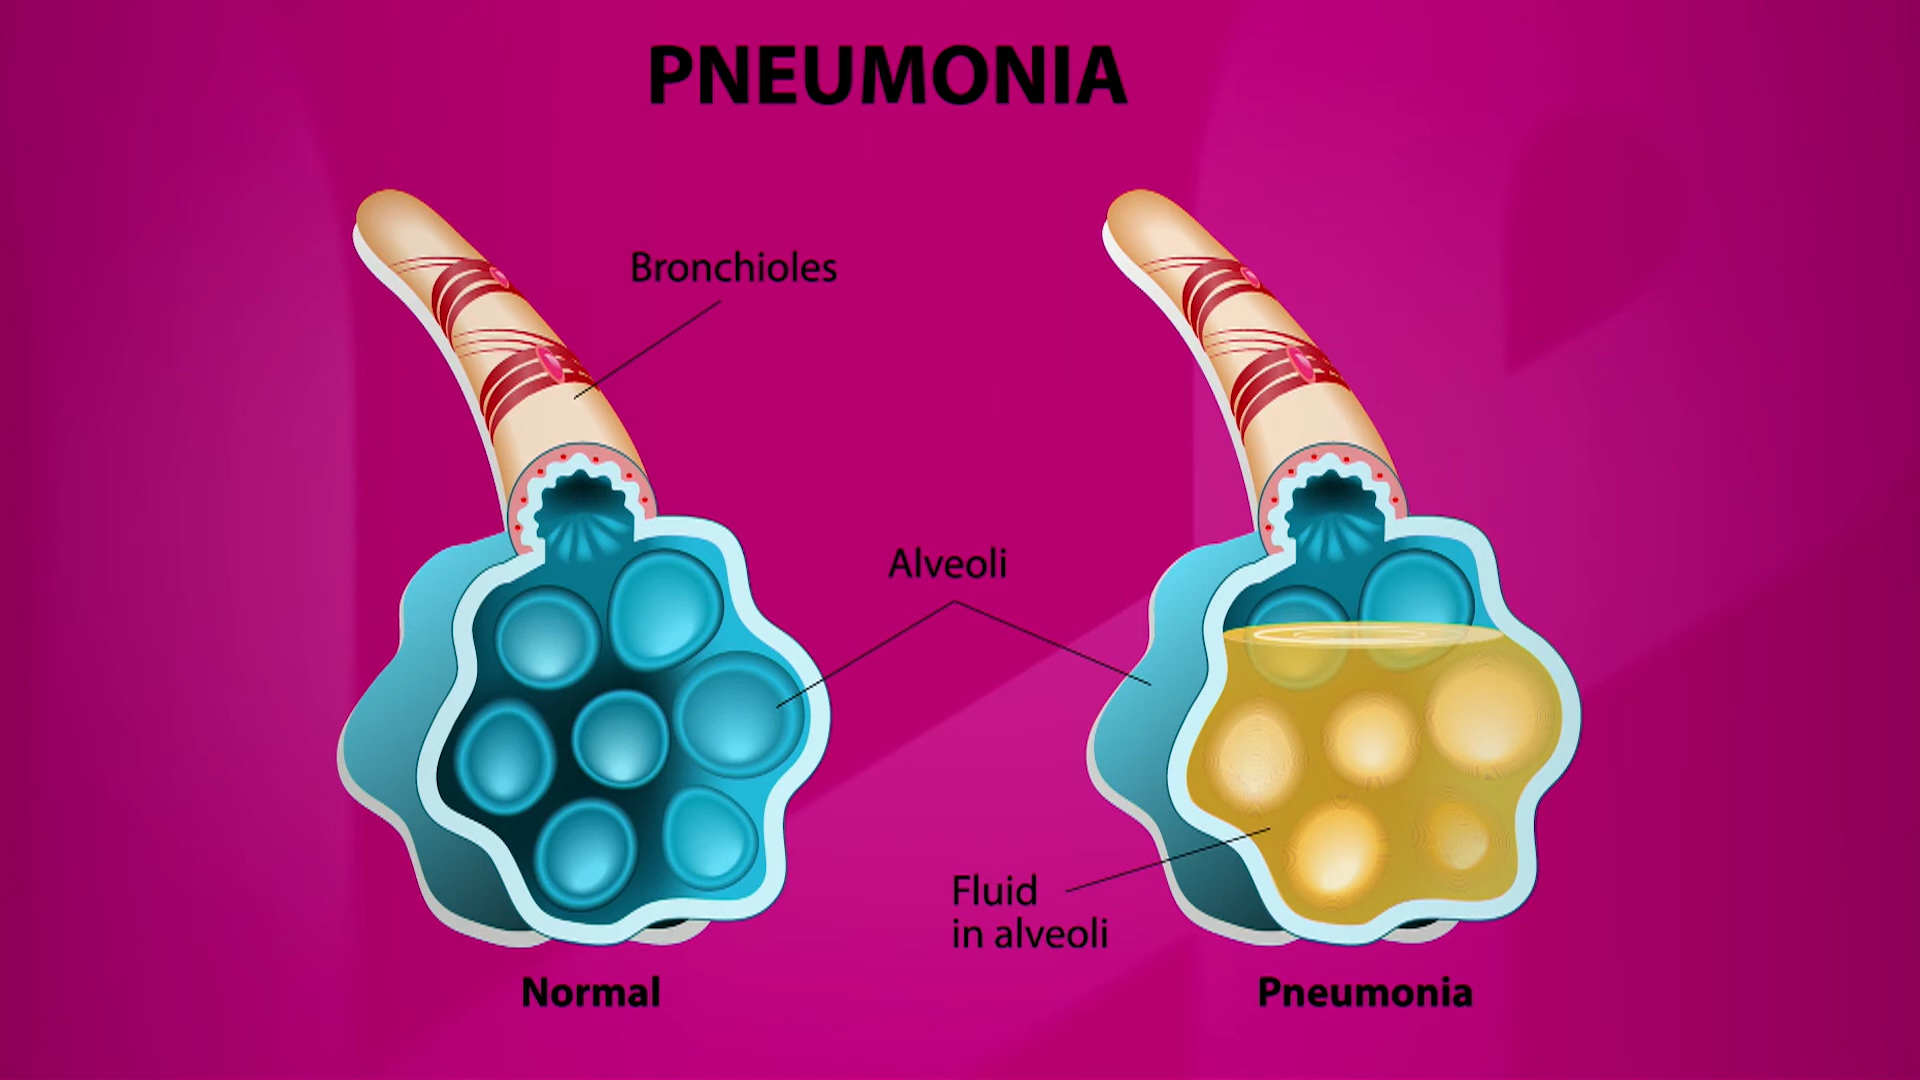 PNEUMONIA
Bronchioles
Alveoli
Fluid
in alveoli
Normal
Pneumonia